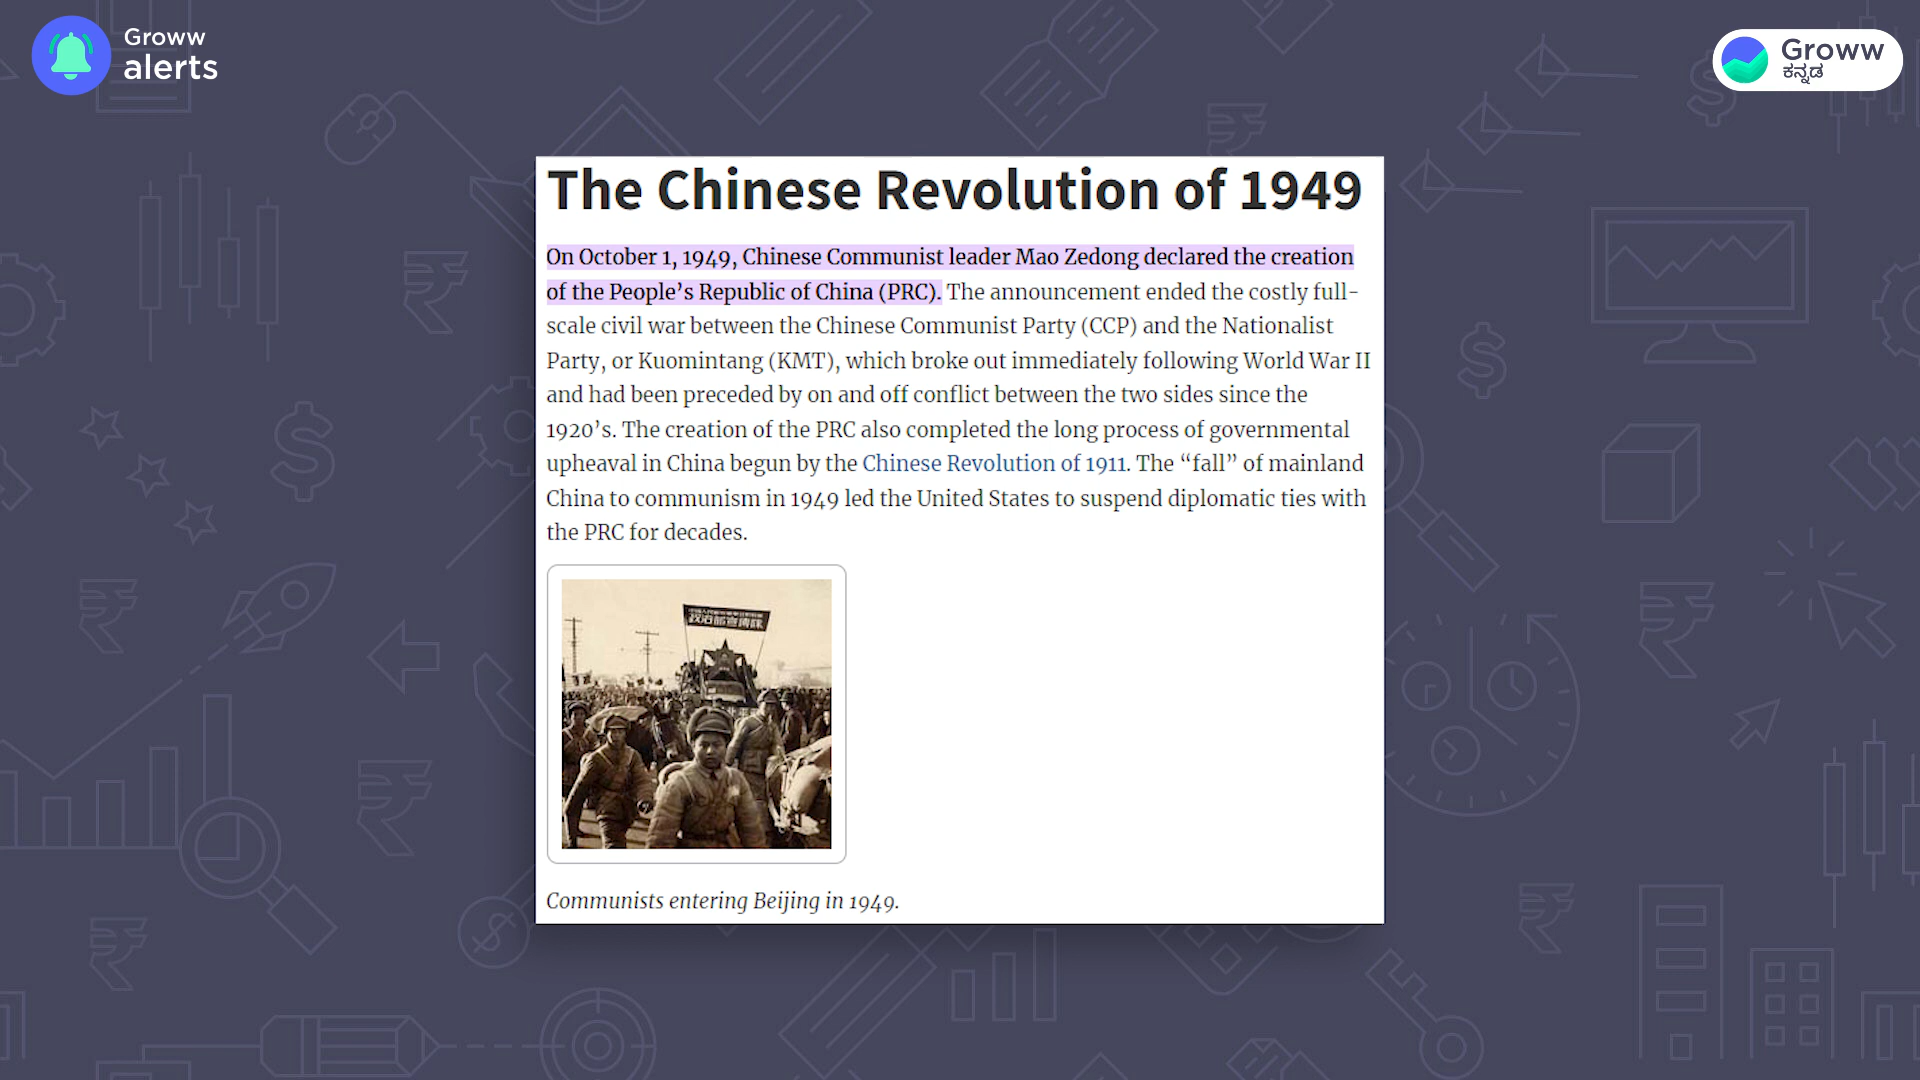 Groww
alerts
Groww
ಕನ್ನಡ
The Chinese Revolution of 1949
On October 1, 1949, Chinese Communist leader Mao Zedong declared the creation
of the People’s Republic of China (PRC). The announcement ended the costly full-
scale civil war between the Chinese Communist Party (CCP) and the Nationalist
Party, or Kuomintang (KMT), which broke out immediately following World War II
and had been preceded by on and off conflict between the two sides since the
1920’s. The creation of the PRC also completed the long process of governmental
upheaval in China begun by the Chinese Revolution of 1911. The “fall” of mainland
China to communism in 1949 led the United States to suspend diplomatic ties with
the PRC for decades.
政治部宣傳隊
Communists entering Beijing in 1949.